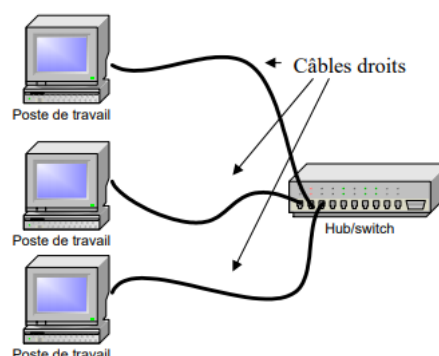 Câbles droits
Poste de travail
Hub/switch
Poste de travail
Poste de travail